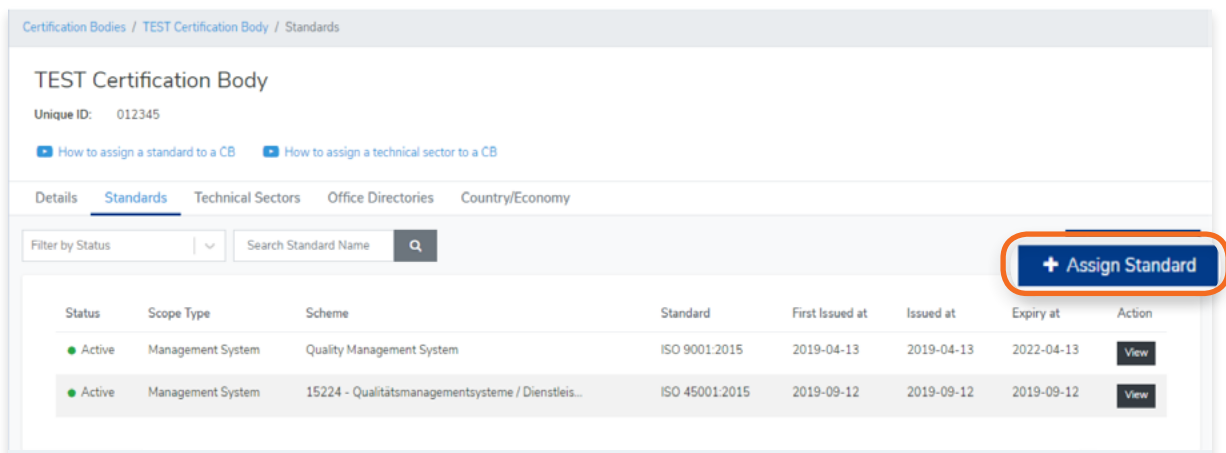 Certification Bodies / TEST Certification Body / Standards
TEST Certification Body
Unique ID: 012345
How to assign a standard to a CB How to assign a technical sector to a CB
Details Standards Technical Sectors Office Directories Country/Economy
Filter by Status Search Standard Name + Assign Standard
Status Scope Type Scheme Standard First Issued at Issued at Expiry at Action
Active Management System Quality Management System ISO 9001:2015 2019-04-13 2019-04-13 2022-04-13 View
Active Management System 15224 - Qualitätsmanagementsysteme / Dienstleis... ISO 45001:2015 2019-09-12 2019-09-12 2019-09-12 View